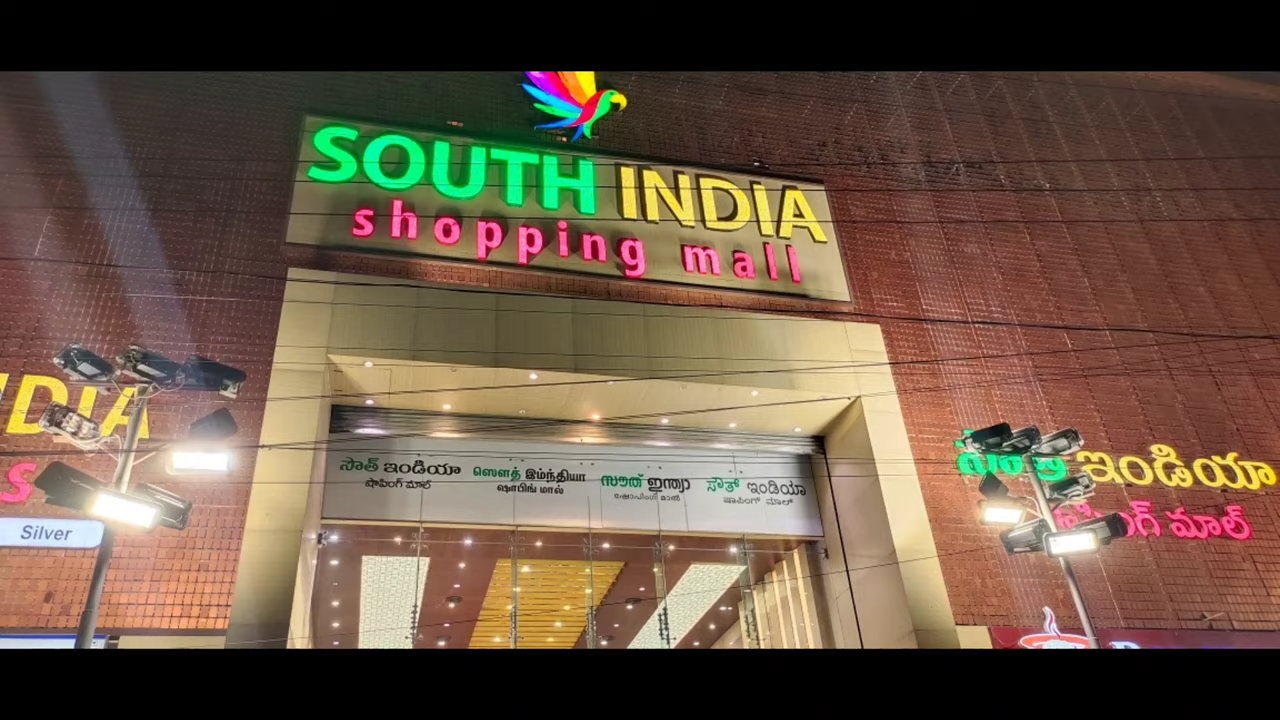 SOUTH INDIA
shopping mall
DIA
s
Silver
సౌత్ ఇండియా
షాపింగ్ మాల్
இந்தியா
ஷாபிங் மால்
സൗത് ഇന്ത്യാ
ഷോപിംഗ് മാൽ
ఇండియా
మాల్